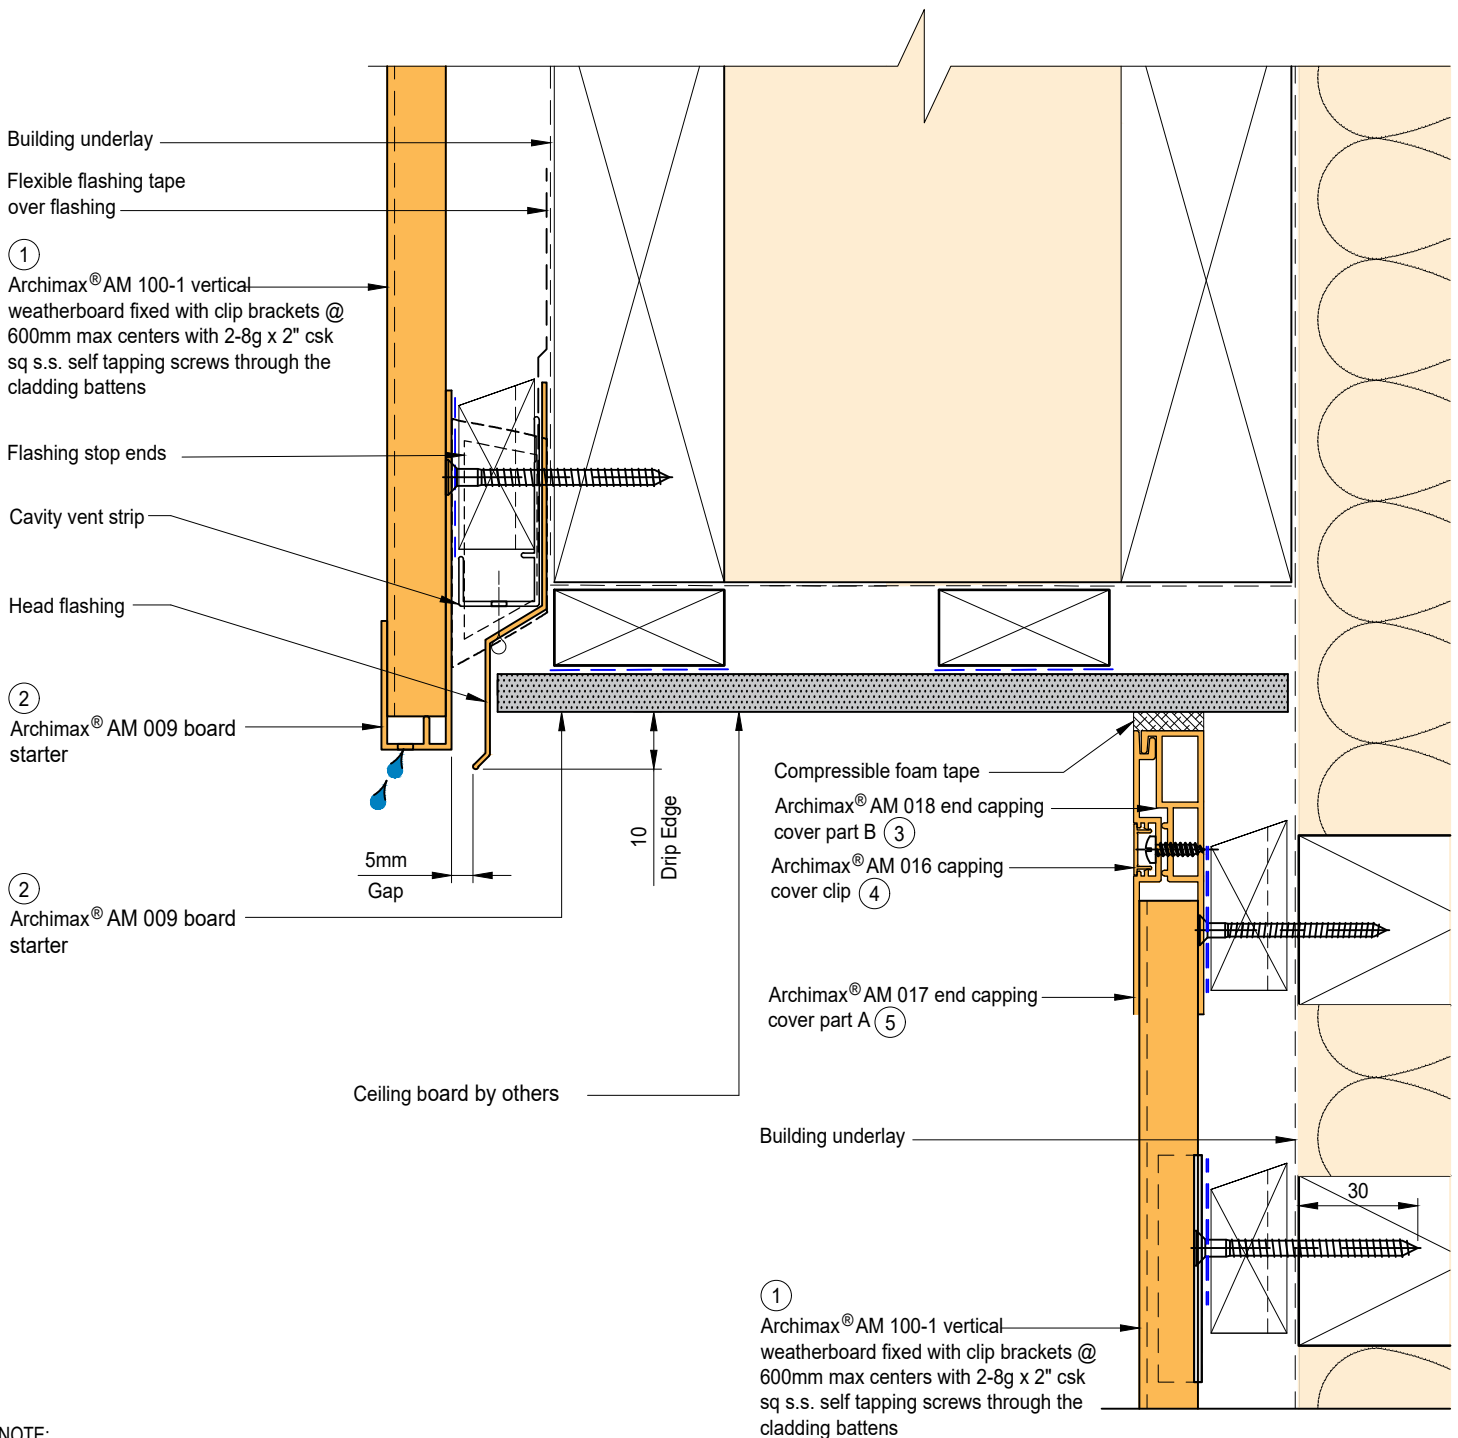 Building underlay
Flexible flashing tape
over flashing
1
Archimax® AM 100-1 vertical
weatherboard fixed with clip brackets @
600mm max centers with 2-8g x 2" csk
sq s.s. self tapping screws through the
cladding battens
Flashing stop ends
Cavity vent strip
Head flashing
2
Archimax® AM 009 board
starter
2
Archimax® AM 009 board
starter
5mm
Gap
10
Drip Edge
Compressible foam tape
Archimax® AM 018 end capping
cover part B 3
Archimax® AM 016 capping
cover clip 4
Archimax® AM 017 end capping
cover part A 5
Ceiling board by others
Building underlay
30
1
Archimax® AM 100-1 vertical
weatherboard fixed with clip brackets @
600mm max centers with 2-8g x 2" csk
sq s.s. self tapping screws through the
cladding battens
NOTE: